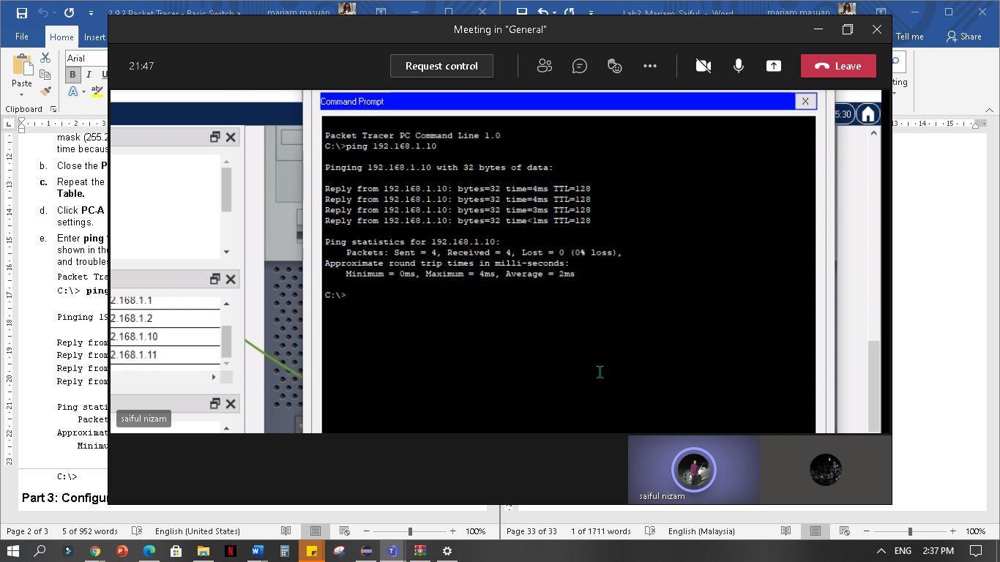 2.9.2 Packet Tracer - Basic Switch a
mariam masuan
Lab2_Mariam_Saiful - Word
mariam masuan
File
Home
Insert
Tell me
Share
Meeting in "General"
21:47
Request control
Leave
Paste
Arial
B I U
Clipboard
mask (255.2
time becaus
b. Close the P
c. Repeat the
Table.
d. Click PC-A
settings.
e. Enter ping
shown in the
and troubles
Packet Tra
C:\> ping
Pinging 19
Reply from
Reply from
Reply from
Reply from
Ping stati
Packet
Approximat
Minimu
C:\>
Part 3: Configur
2.168.1.1
2.168.1.2
2.168.1.10
2.168.1.11
saiful nizam
Command Prompt
X
5:30
Packet Tracer PC Command Line 1.0
C:\>ping 192.168.1.10
Pinging 192.168.1.10 with 32 bytes of data:
Reply from 192.168.1.10: bytes=32 time=4ms TTL=128
Reply from 192.168.1.10: bytes=32 time=4ms TTL=128
Reply from 192.168.1.10: bytes=32 time=3ms TTL=128
Reply from 192.168.1.10: bytes=32 time<1ms TTL=128
Ping statistics for 192.168.1.10:
Packets: Sent = 4, Received = 4, Lost = 0 (0% loss),
Approximate round trip times in milli-seconds:
Minimum = 0ms, Maximum = 4ms, Average = 2ms
C:\>
saiful nizam
Page 2 of 3 5 of 952 words English (United States) 100%
Page 33 of 33 1 of 1711 words English (Malaysia) 100%
ENG 2:37 PM